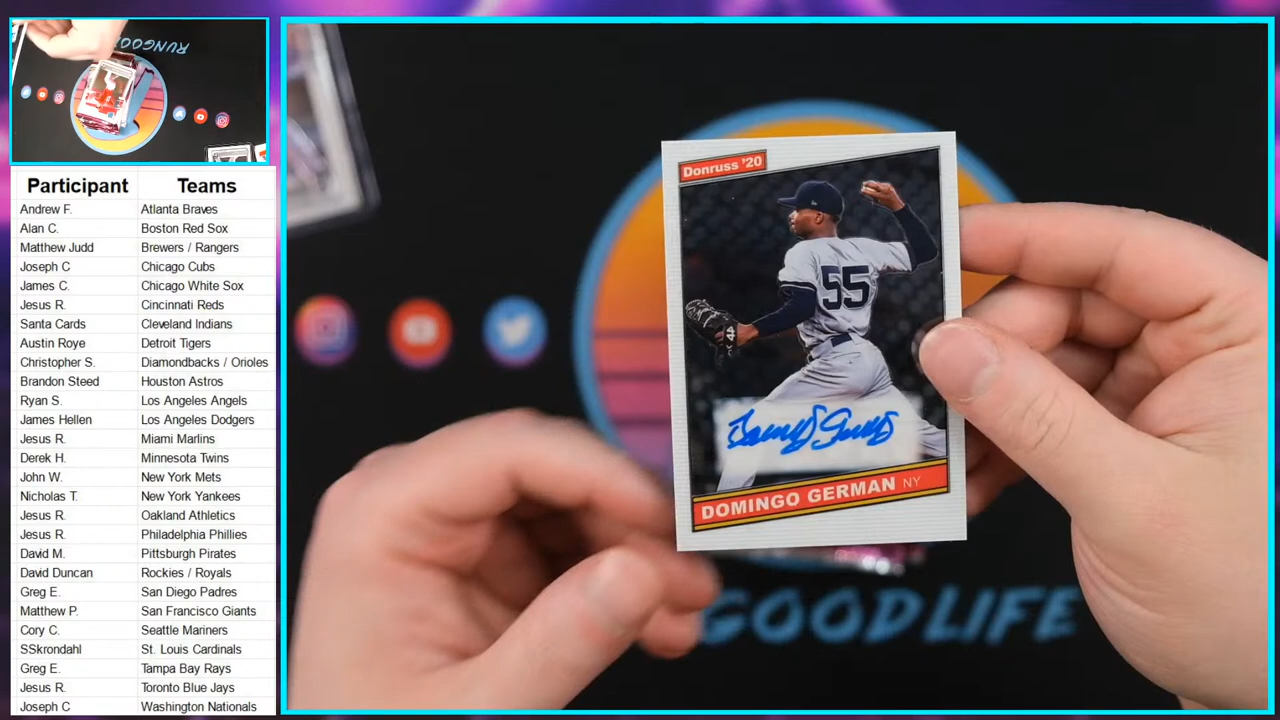 RUNGOOD
Participant Teams
Andrew F. Atlanta Braves
Alan C. Boston Red Sox
Matthew Judd Brewers / Rangers
Joseph C Chicago Cubs
James C. Chicago White Sox
Jesus R. Cincinnati Reds
Santa Cards Cleveland Indians
Austin Roye Detroit Tigers
Christopher S. Diamondbacks / Orioles
Brandon Steed Houston Astros
Ryan S. Los Angeles Angels
James Hellen Los Angeles Dodgers
Jesus R. Miami Marlins
Derek H. Minnesota Twins
John W. New York Mets
Nicholas T. New York Yankees
Jesus R. Oakland Athletics
Jesus R. Philadelphia Phillies
David M. Pittsburgh Pirates
David Duncan Rockies / Royals
Greg E. San Diego Padres
Matthew P. San Francisco Giants
Cory C. Seattle Mariners
SSkrondahl St. Louis Cardinals
Greg E. Tampa Bay Rays
Jesus R. Toronto Blue Jays
Joseph C Washington Nationals
Donruss '20
55
DOMINGO GERMAN NY
GOODLIFE